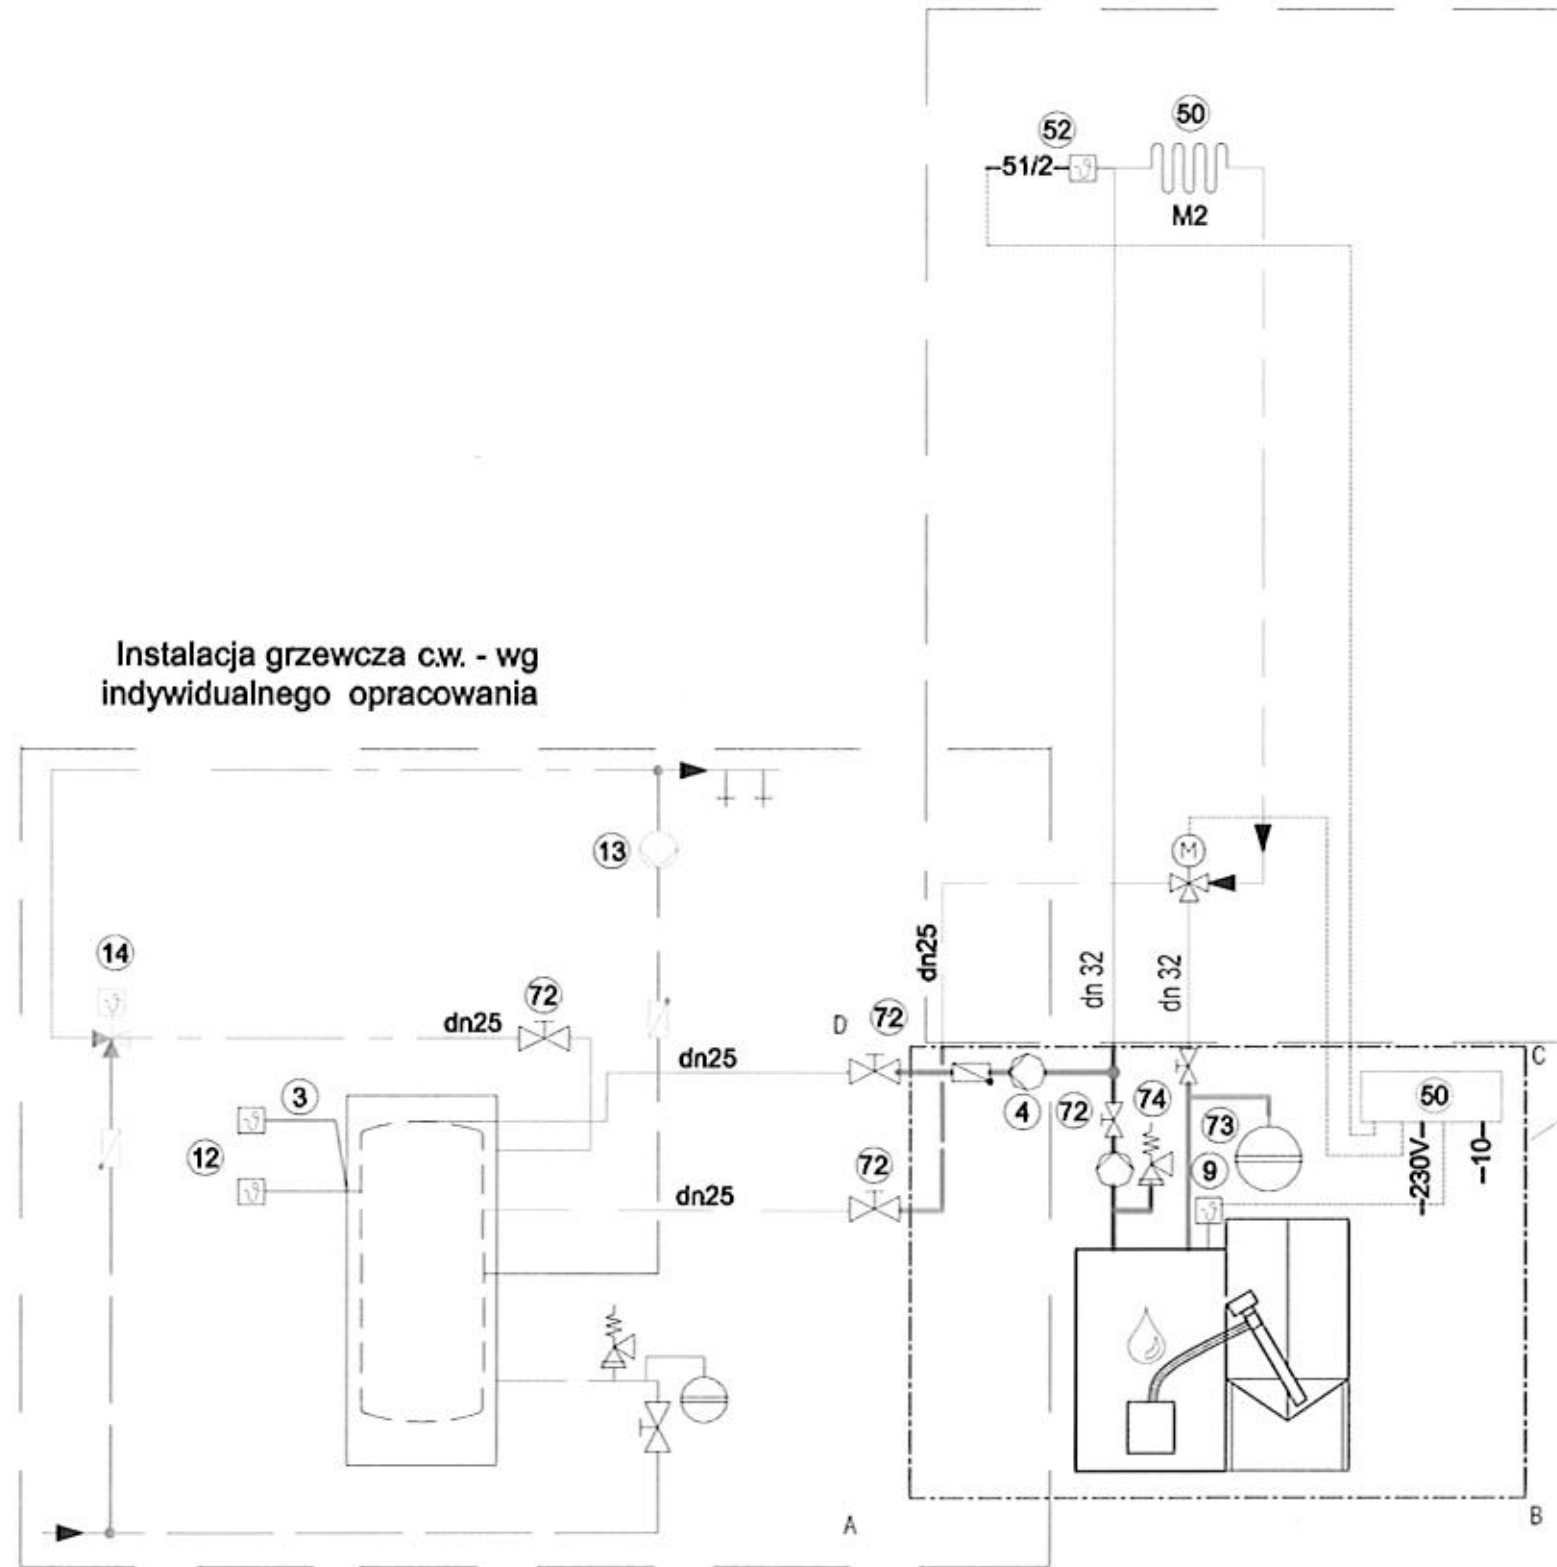 50
52
51/2
ϑ
M2
Instalacja grzewcza c.w. - wg
indywidualnego opracowania
13
M
14
ϑ
72
dn25
dn25
dn 32
dn 32
D
72
dn25
C
3
ϑ
4
72
74
50
73
12
ϑ
72
9
230V
10
dn25
ϑ
A
B